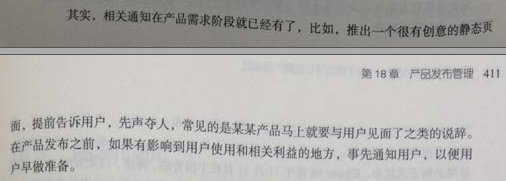 其实，相关通知在产品需求阶段就已经有了，比如，推出一个很有创意的静态页
第 18 章 产品发布管理 411
面，提前告诉用户，先声夺人，常见的是某某产品马上就要与用户见面了之类的说辞。
在产品发布之前，如果有影响到用户使用和相关利益的地方，事先通知用户，以便用
户早做准备。